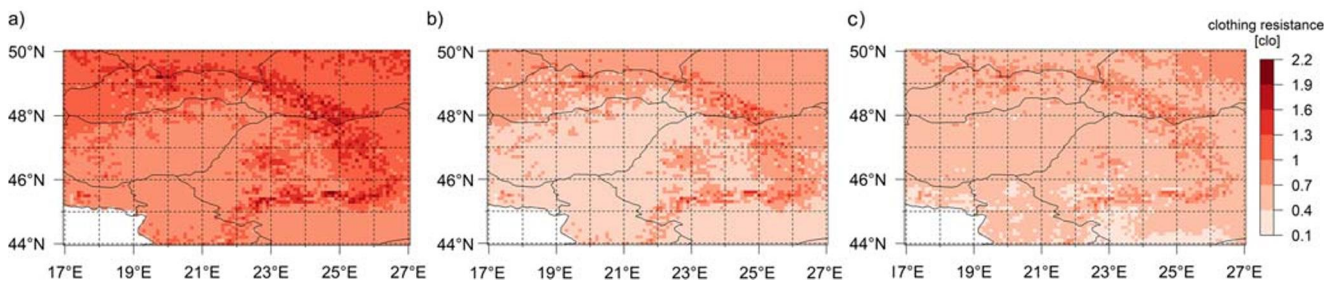 a)
50°N
48°N
46°N
44°N
17°E 19°E 21°E 23°E 25°E 27°E
b)
50°N
48°N
46°N
44°N
17°E 19°E 21°E 23°E 25°E 27°E
c)
50°N
48°N
46°N
44°N
17°E 19°E 21°E 23°E 25°E 27°E
clothing resistance
[clo]
2.2
1.9
1.6
1.3
1
0.7
0.4
0.1